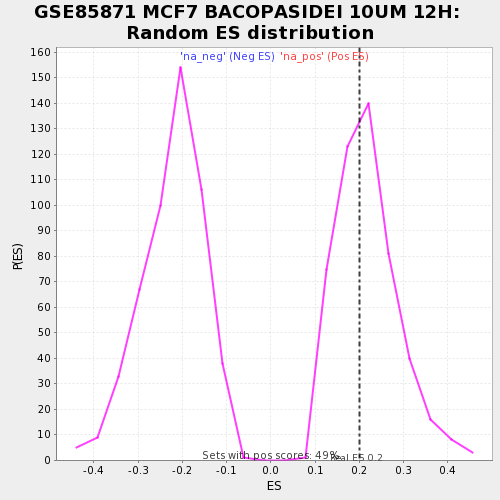 GSE85871 MCF7 BACOPASIDEI 10UM 12H:
Random ES distribution
'na_neg' (Neg ES) 'na_pos' (Pos ES)
160
150
140
130
120
110
100
90
80
70
60
50
40
30
20
10
0
P(ES)
Sets with pos scores: 49%
Real ES 0.2
-0.4 -0.3 -0.2 -0.1 0.0 0.1 0.2 0.3 0.4
ES